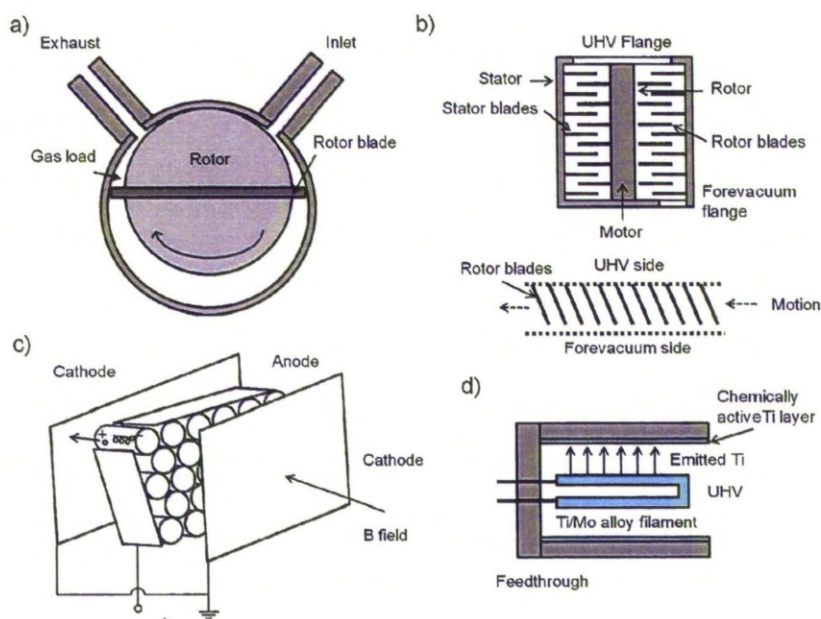 a)
Exhaust
Inlet
Gas load
Rotor
Rotor blade
b)
UHV Flange
Stator
Stator blades
Rotor
Rotor blades
Forevacuum
flange
Motor
Rotor blades
UHV side
Motion
Forevacuum side
c)
Cathode
Anode
Cathode
B field
+
d)
Chemically
activeTi layer
Emitted Ti
UHV
Ti/Mo alloy filament
Feedthrough